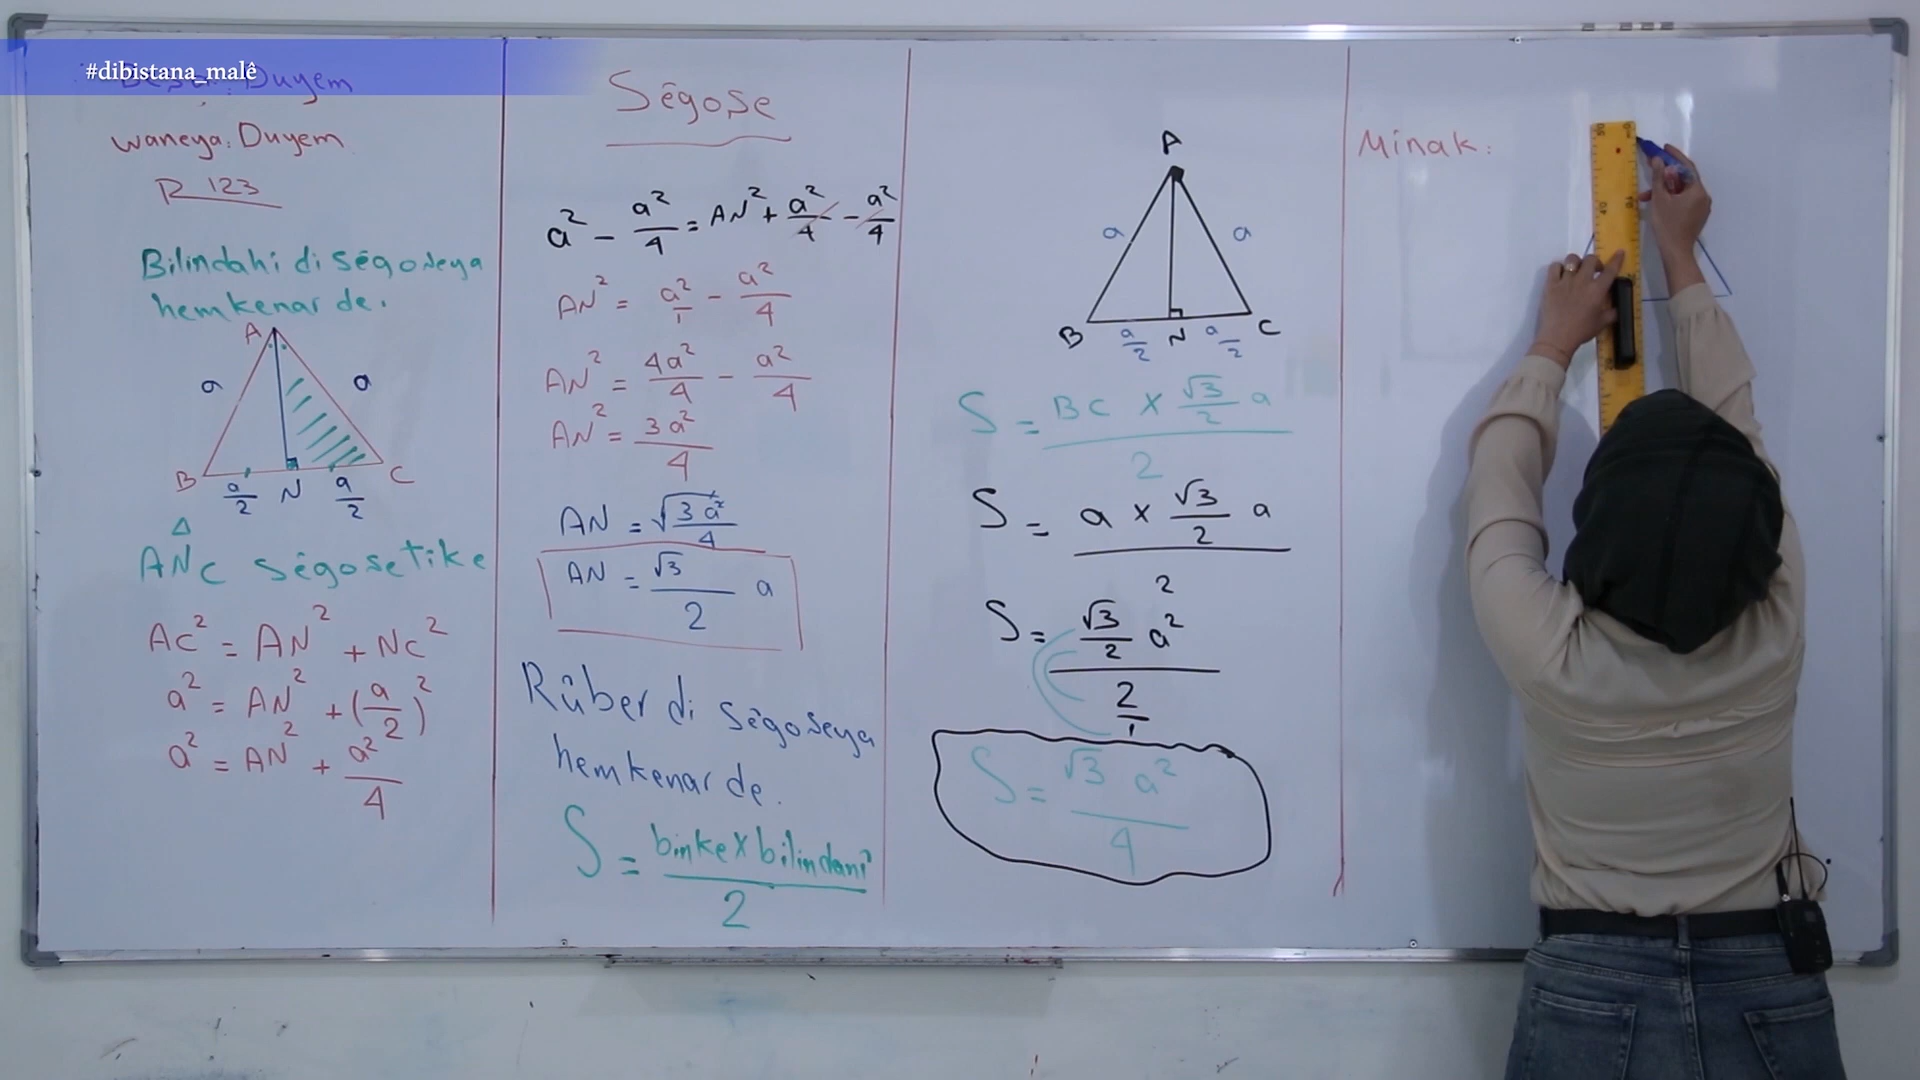 #dibistana_malê
Beşa: Duyem
Waneya: Duyem
R 123
Bilindahî di sêgoşeya
hemkenar de.
A
a a
B a/2 N a/2 C
Δ
ANC sêgoşetîke
AC² = AN² + NC²
a² = AN² + (a/2)²
a² = AN² + a²/4
Sêgoşe
a² - a²/4 = AN² + a²/4 - a²/4
AN² = a²/1 - a²/4
AN² = 4a²/4 - a²/4
AN² = 3a²/4
AN = √3a²/4
AN = √3/2 a
Rûber di sêgoşeya
hemkenar de.
S = binke x bilindahî
2
A
a a
B a/2 N a/2 C
S = BC x √3/2 a
2
S = a x √3/2 a
2
S = √3/2 a²
2/1
S = √3 a²
4
Mînak: